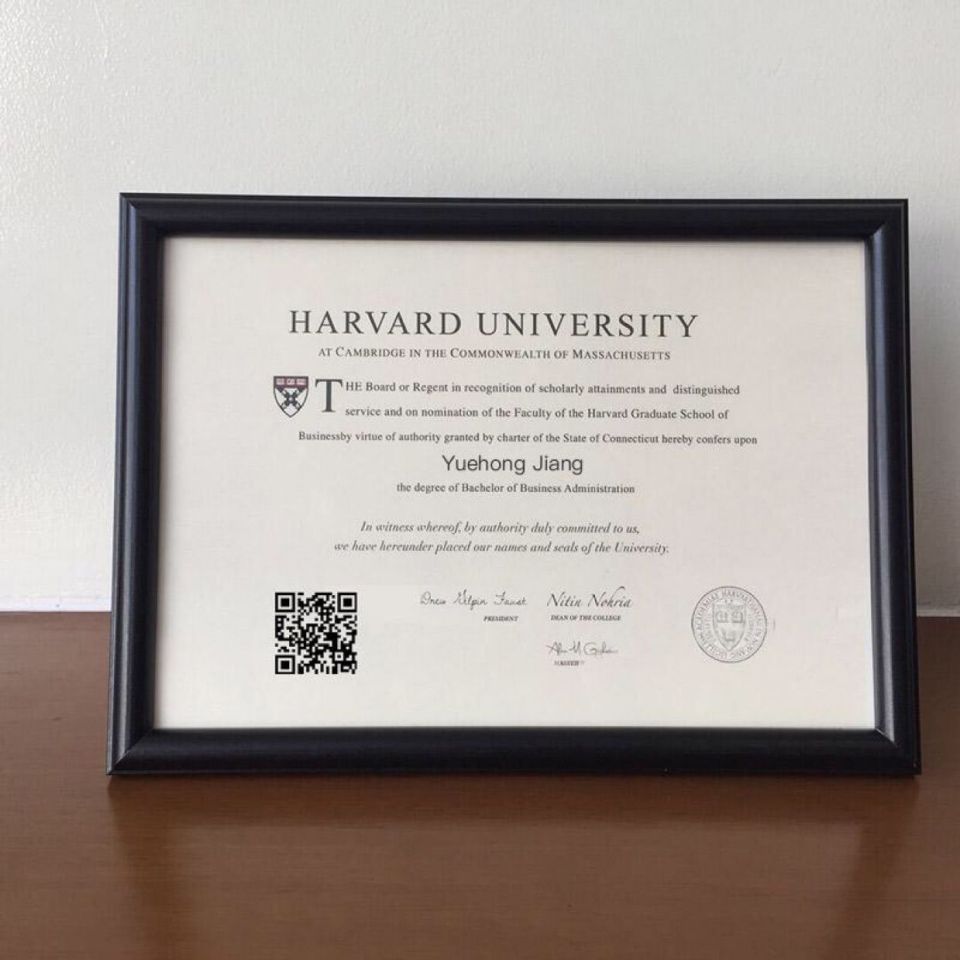 HARVARD UNIVERSITY
AT CAMBRIDGE IN THE COMMONWEALTH OF MASSACHUSETTS
THE Board or Regent in recognition of scholarly attainments and distinguished
service and on nomination of the Faculty of the Harvard Graduate School of
Businessby virtue of authority granted by charter of the State of Connecticut hereby confers upon
Yuehong Jiang
the degree of Bachelor of Business Administration
In witness whereof, by authority duly committed to us,
we have hereunder placed our names and seals of the University.
Drew Gilpin Faust Nitin Nohria
PRESIDENT DEAN OF THE COLLEGE